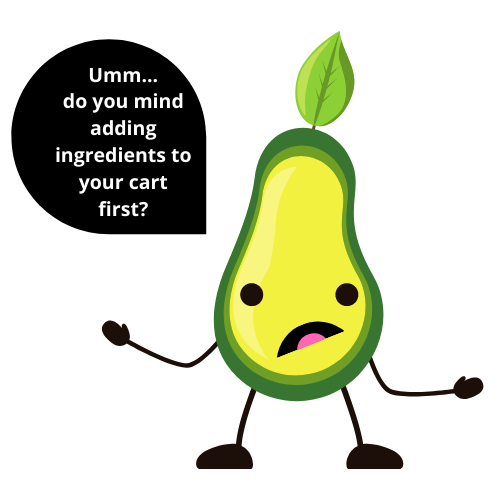 Umm...
do you mind
adding
ingredients to
your cart
first?